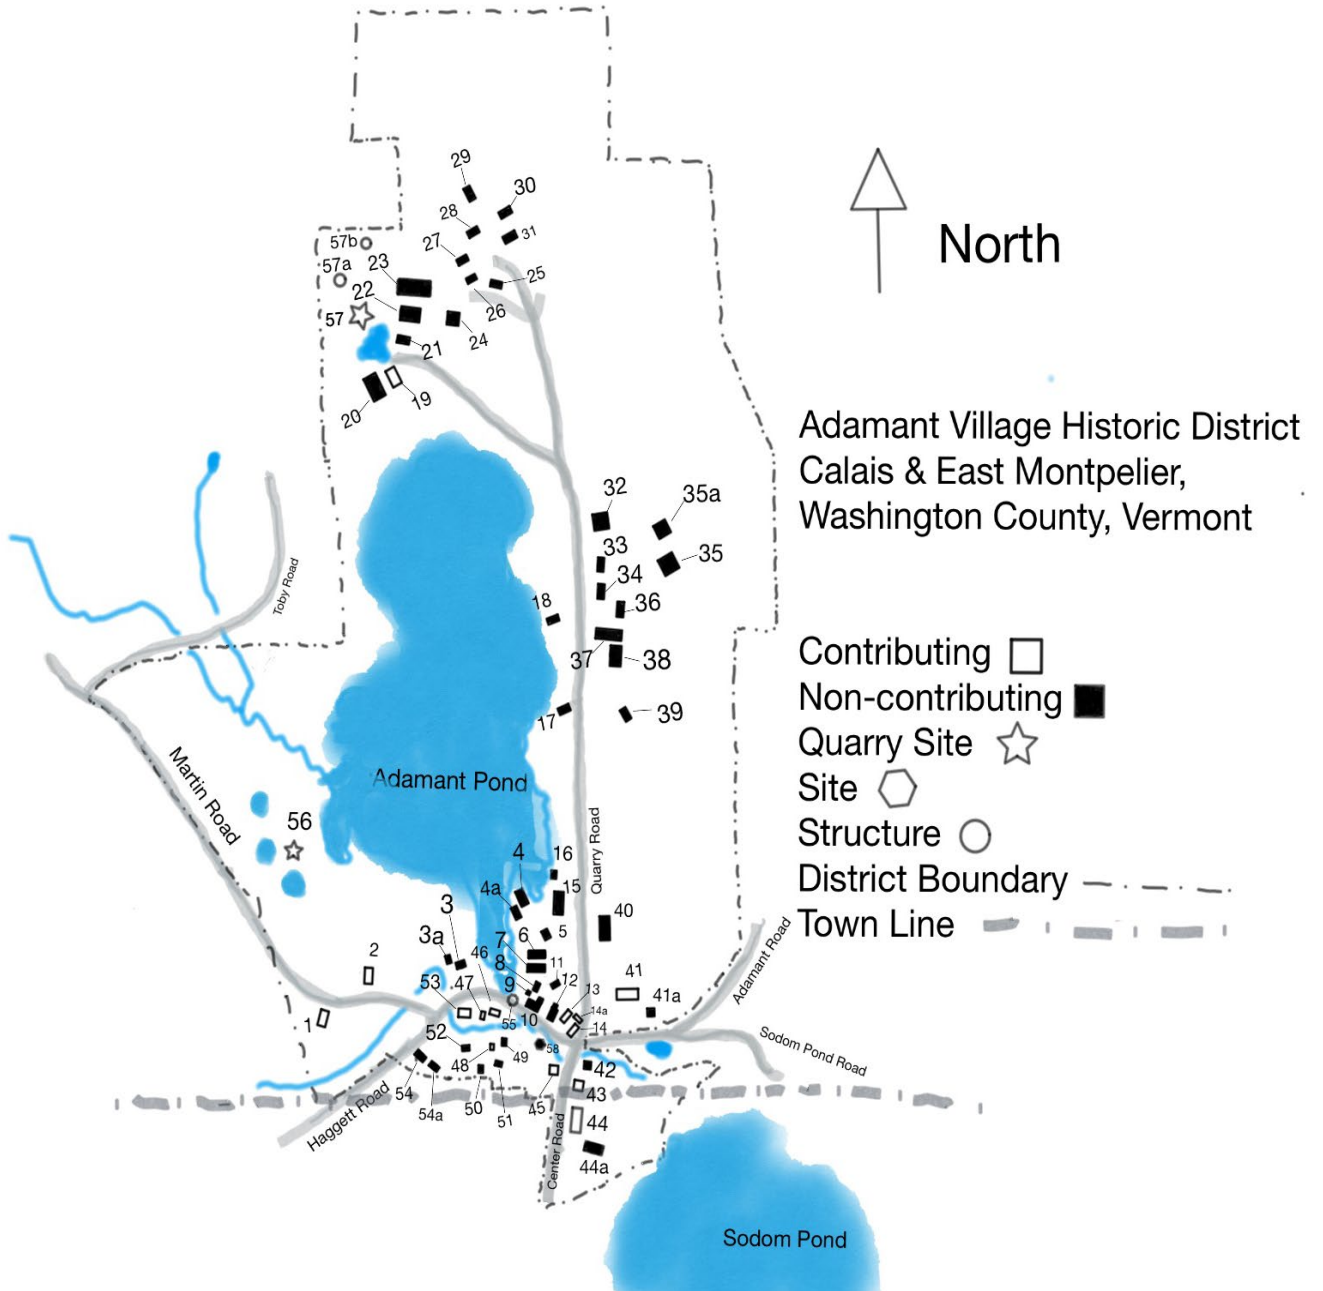 29
30
28
31
27
57b
57a
23
25
22
26
57
24
21
19
20
North
Adamant Village Historic District
Calais & East Montpelier,
Washington County, Vermont
32
35a
33
35
34
36
18
37
38
17
39
Toby Road
Martin Road
Adamant Pond
Quarry Road
Contributing
Non-contributing
Quarry Site
Site
Structure
District Boundary
Town Line
56
4
16
4a
15
3
40
3a
6
5
7
46
2
8
11
53
47
9
12
13
41
41a
14a
1
55
10
14
52
58
48
49
42
54
43
54a
50
51
45
44
44a
Adamant Road
Sodom Pond Road
Haggett Road
Center Road
Sodom Pond